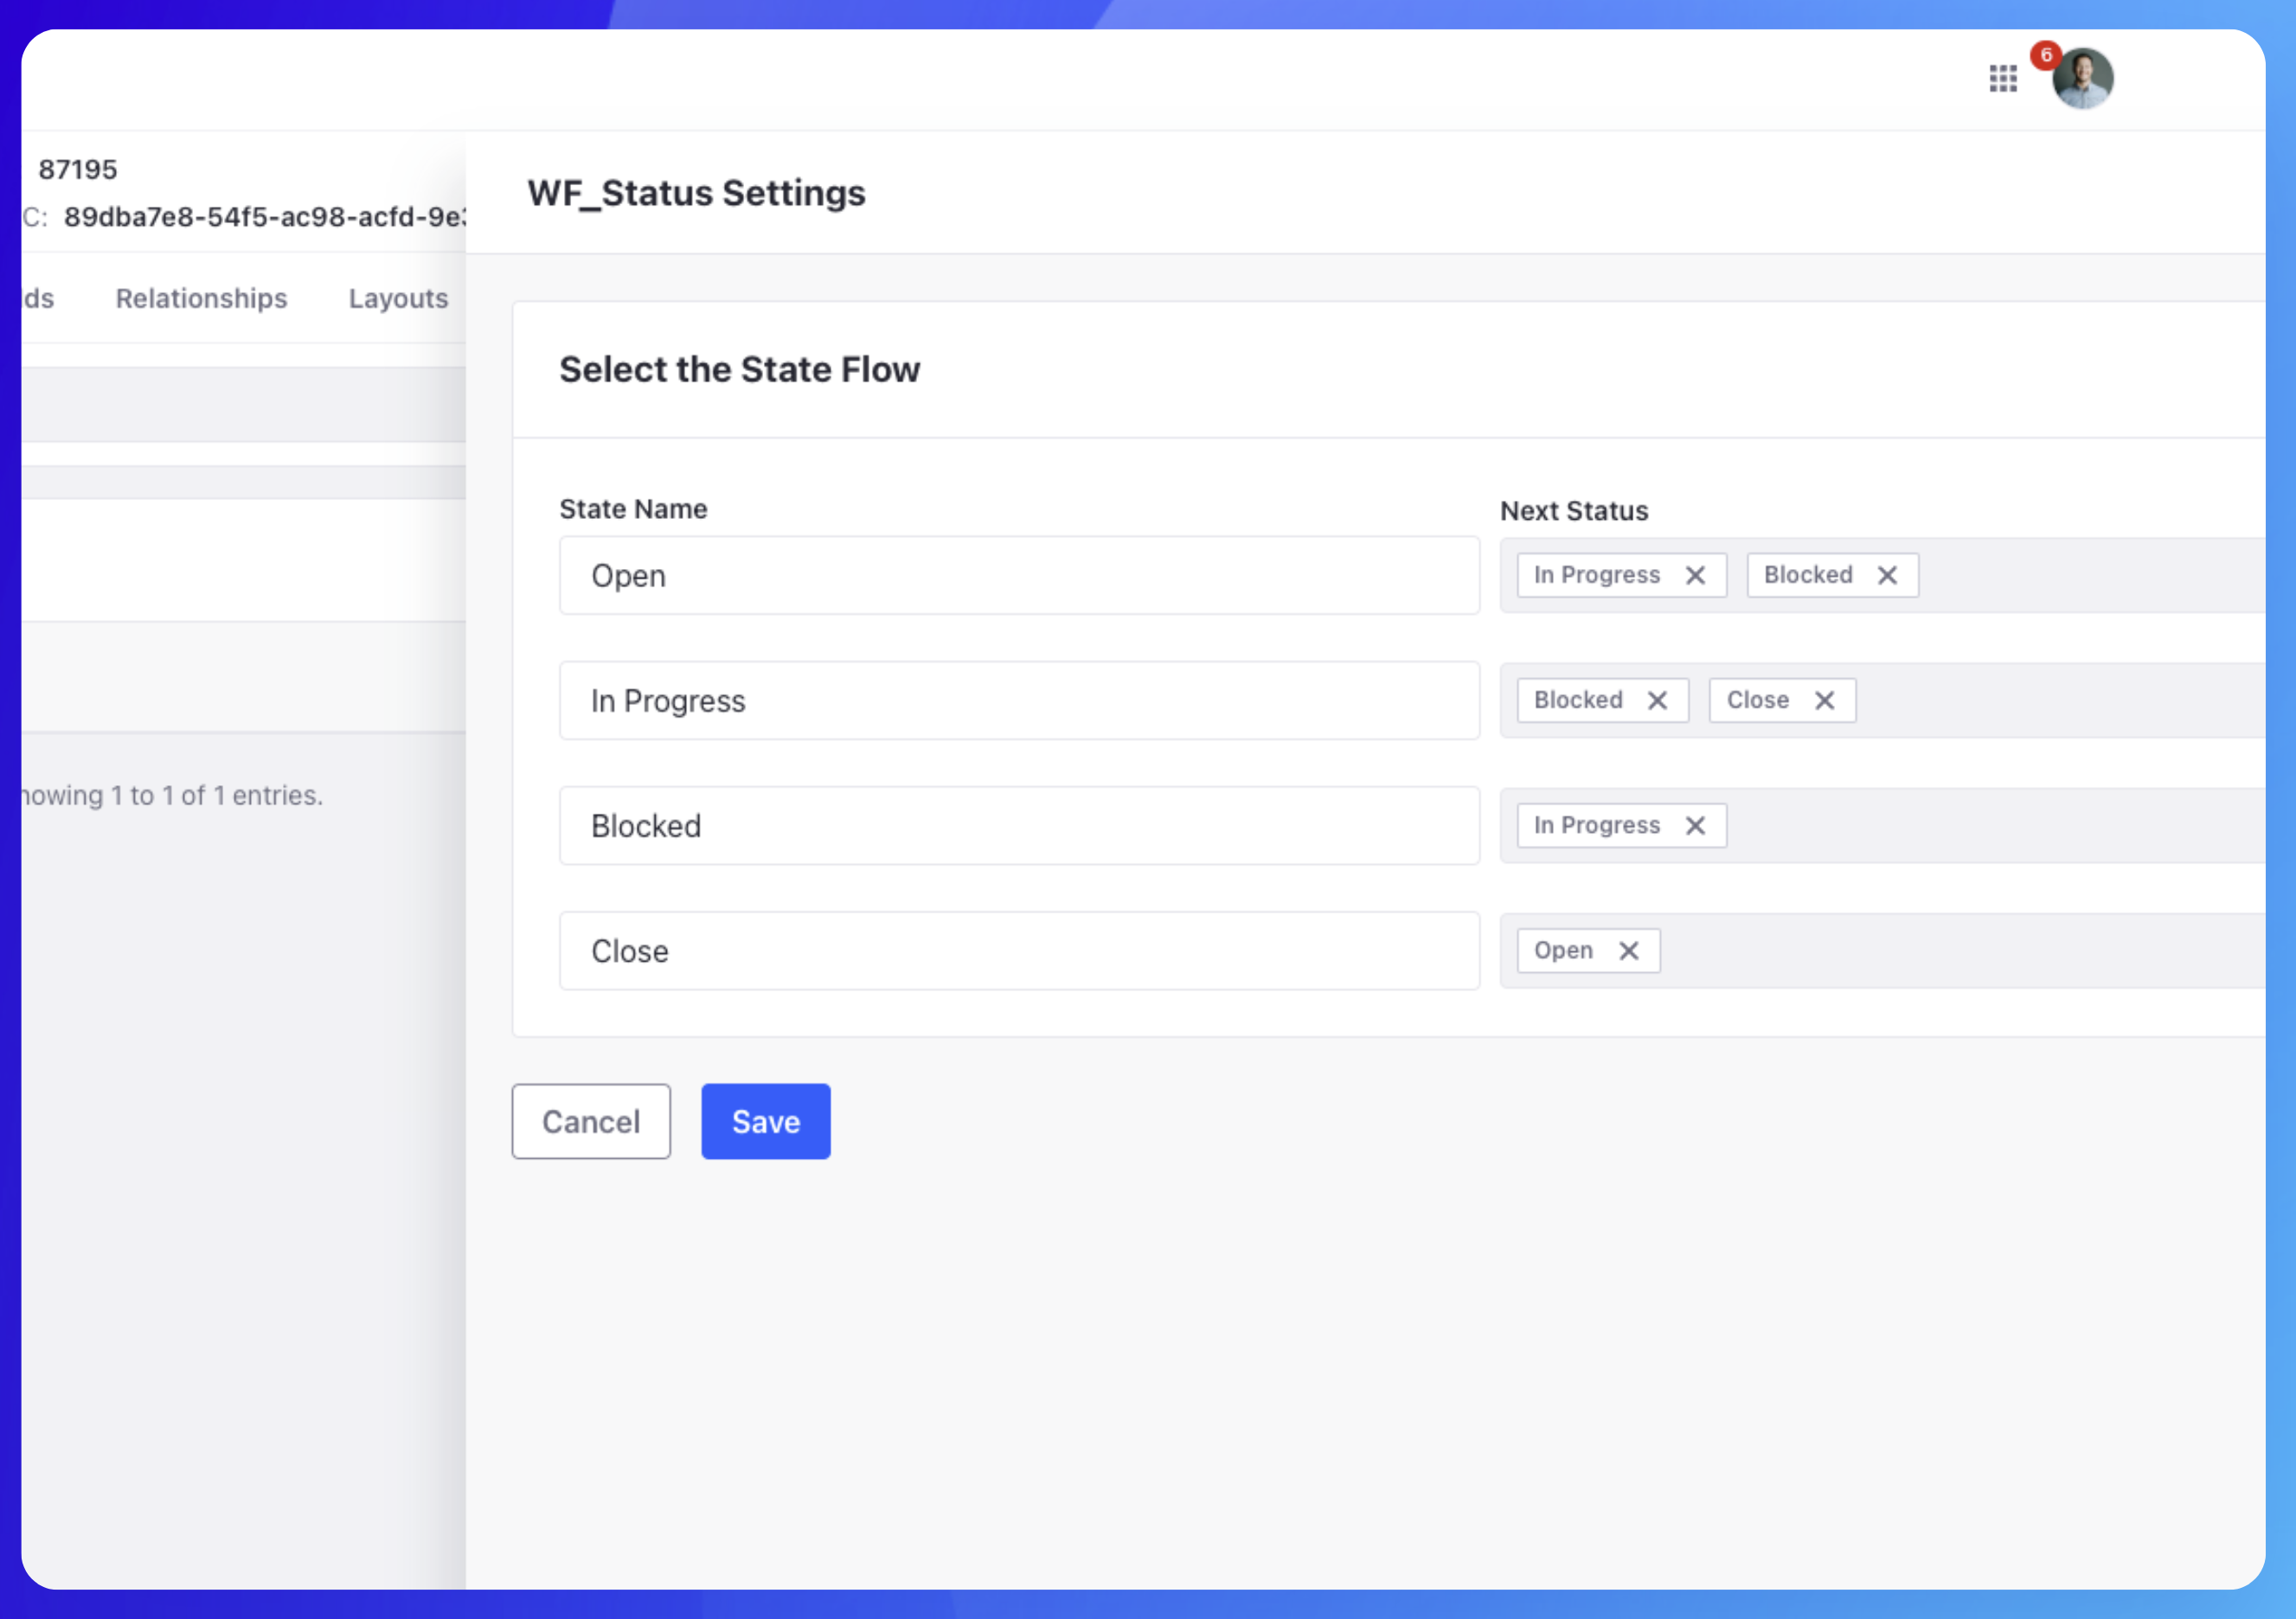 6
87195
C: 89dba7e8-54f5-ac98-acfd-9e3
WF_Status Settings
ds Relationships Layouts
Select the State Flow
State Name Next Status
Open In Progress Blocked
In Progress Blocked Close
Blocked In Progress
howing 1 to 1 of 1 entries.
Close Open
Cancel Save